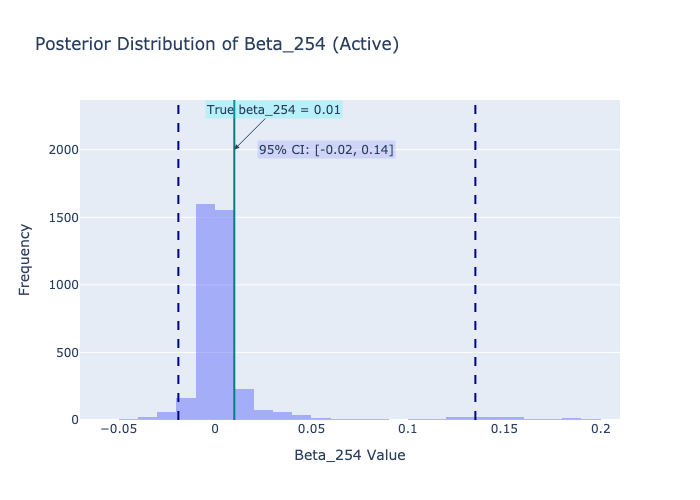 Posterior Distribution of Beta_254 (Active)
True beta_254 = 0.01
95% CI: [-0.02, 0.14]
2000
1500
1000
500
0
Frequency
−0.05 0 0.05 0.1 0.15 0.2
Beta_254 Value